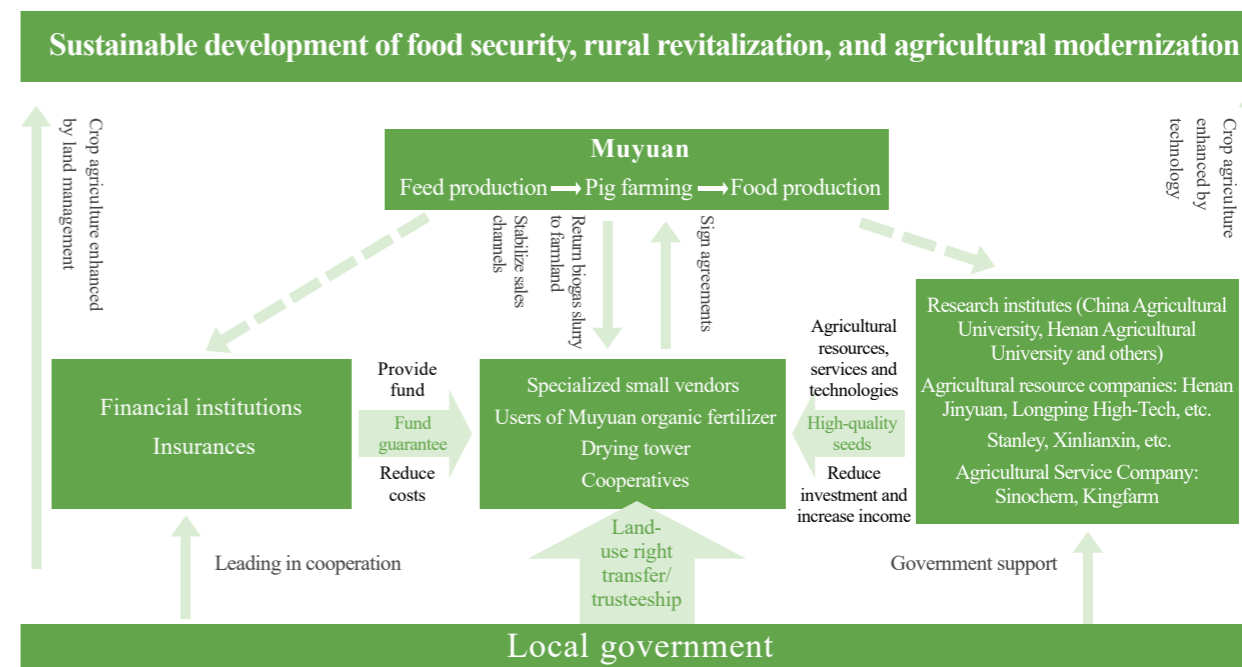 Sustainable development of food security, rural revitalization, and agricultural modernization
Crop agriculture enhanced
by land management
Muyuan
Feed production
Pig farming
Food production
Stabilize sales
channels
Return biogas slurry
to farmland
Sign agreements
Crop agriculture
enhanced by
technology
Financial institutions
Insurances
Provide
fund
Fund
guarantee
Reduce
costs
Specialized small vendors
Users of Muyuan organic fertilizer
Drying tower
Cooperatives
Agricultural
resources,
services and
technologies
High-quality
seeds
Reduce
investment and
increase income
Research institutes (China Agricultural
University, Henan Agricultural
University and others)
Agricultural resource companies: Henan
Jinyuan, Longping High-Tech, etc.
Stanley, Xinlianxin, etc.
Agricultural Service Company:
Sinochem, Kingfarm
Leading in cooperation
Land-
use right
transfer/
trusteeship
Government support
Local government